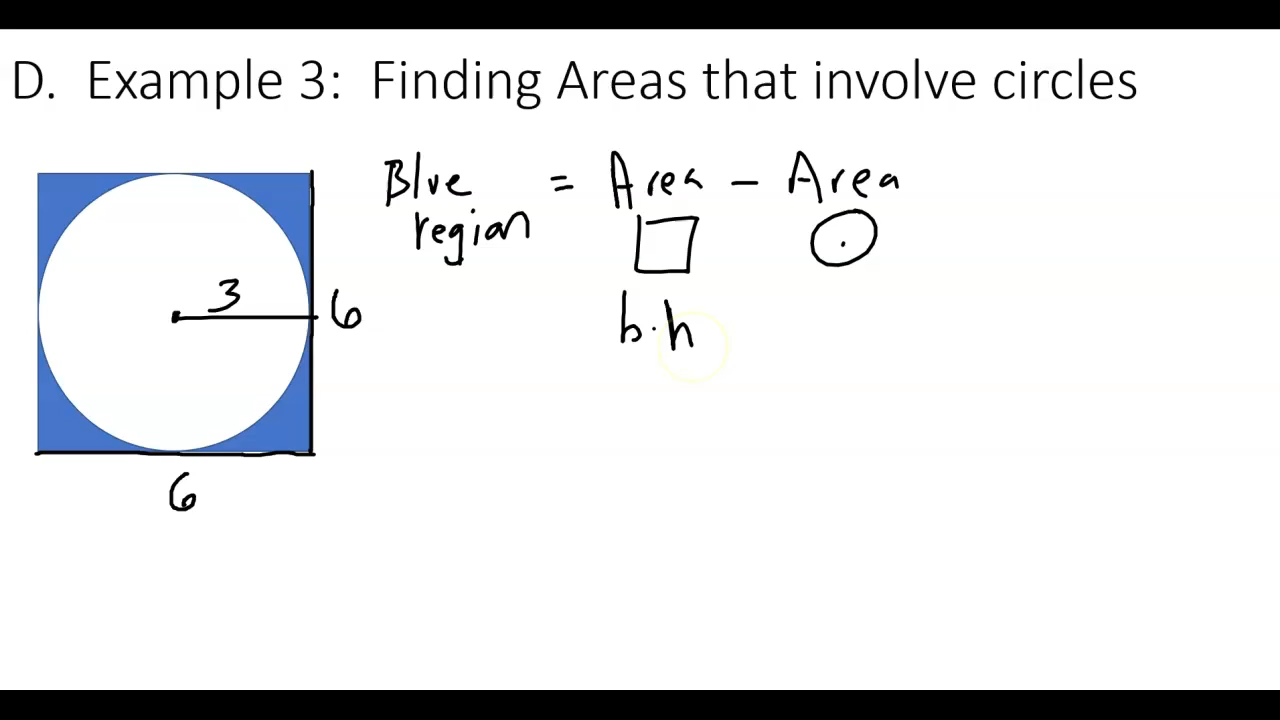 D. Example 3: Finding Areas that involve circles
Blue = Area - Area
region
b·h
3
6
6